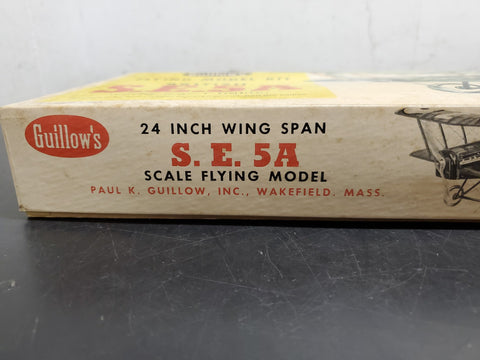 Guillow's
24 INCH WING SPAN
S. E. 5A
SCALE FLYING MODEL
PAUL K. GUILLOW, INC., WAKEFIELD, MASS.